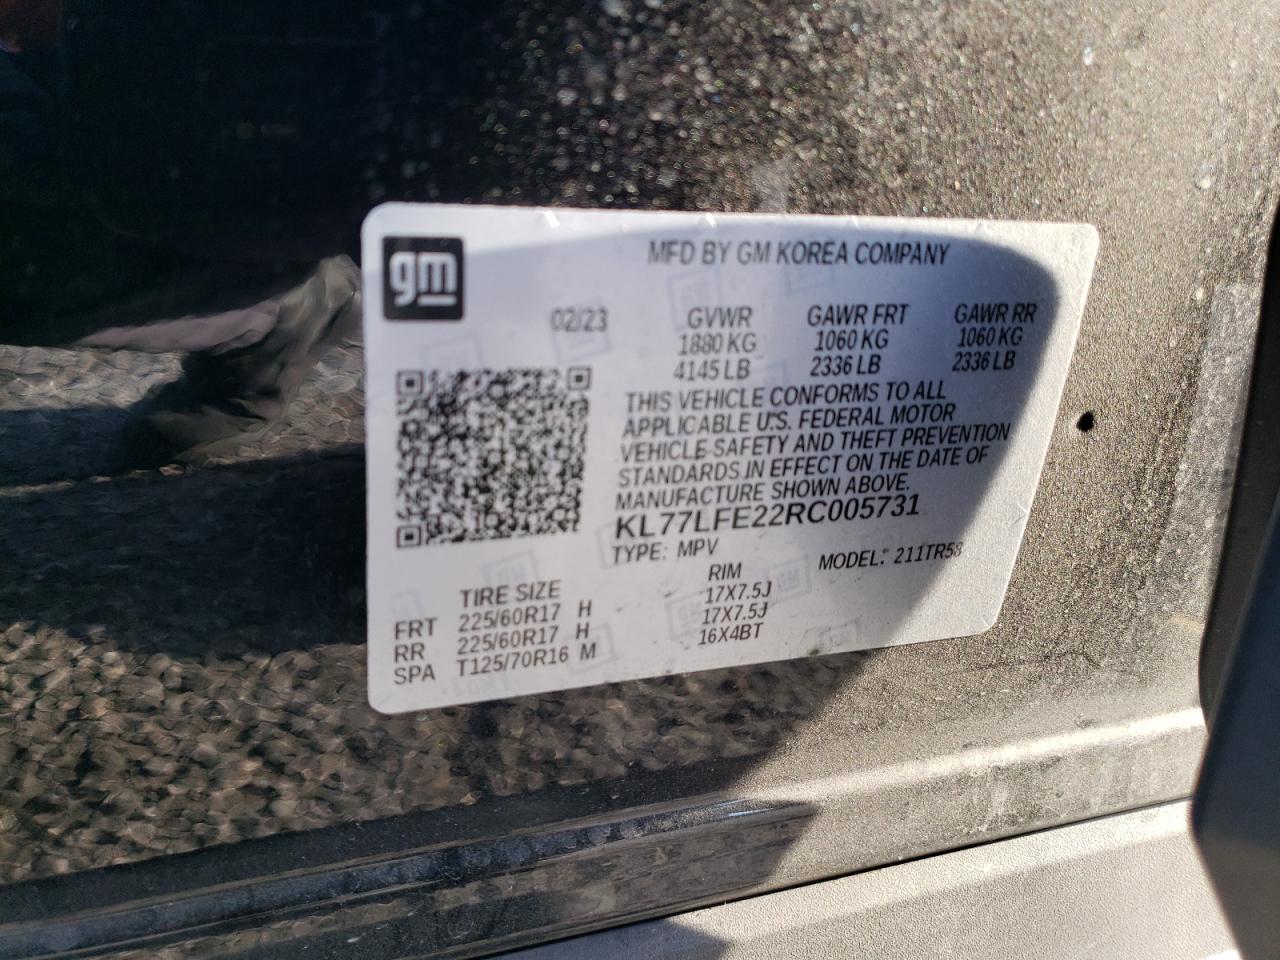 gm
MFD BY GM KOREA COMPANY
02/23 GVWR GAWR FRT GAWR RR
1880 KG 1060 KG 1060 KG
4145 LB 2336 LB 2336 LB
THIS VEHICLE CONFORMS TO ALL
APPLICABLE U.S. FEDERAL MOTOR
VEHICLE-SAFETY AND THEFT PREVENTION
STANDARDS IN EFFECT ON THE DATE OF
MANUFACTURE SHOWN ABOVE.
KL77LFE22RC005731
TYPE: MPV MODEL: 211TR58
TIRE SIZE RIM
FRT 225/60R17 H 17X7.5J
RR 225/60R17 H 17X7.5J
SPA T125/70R16 M 16X4BT